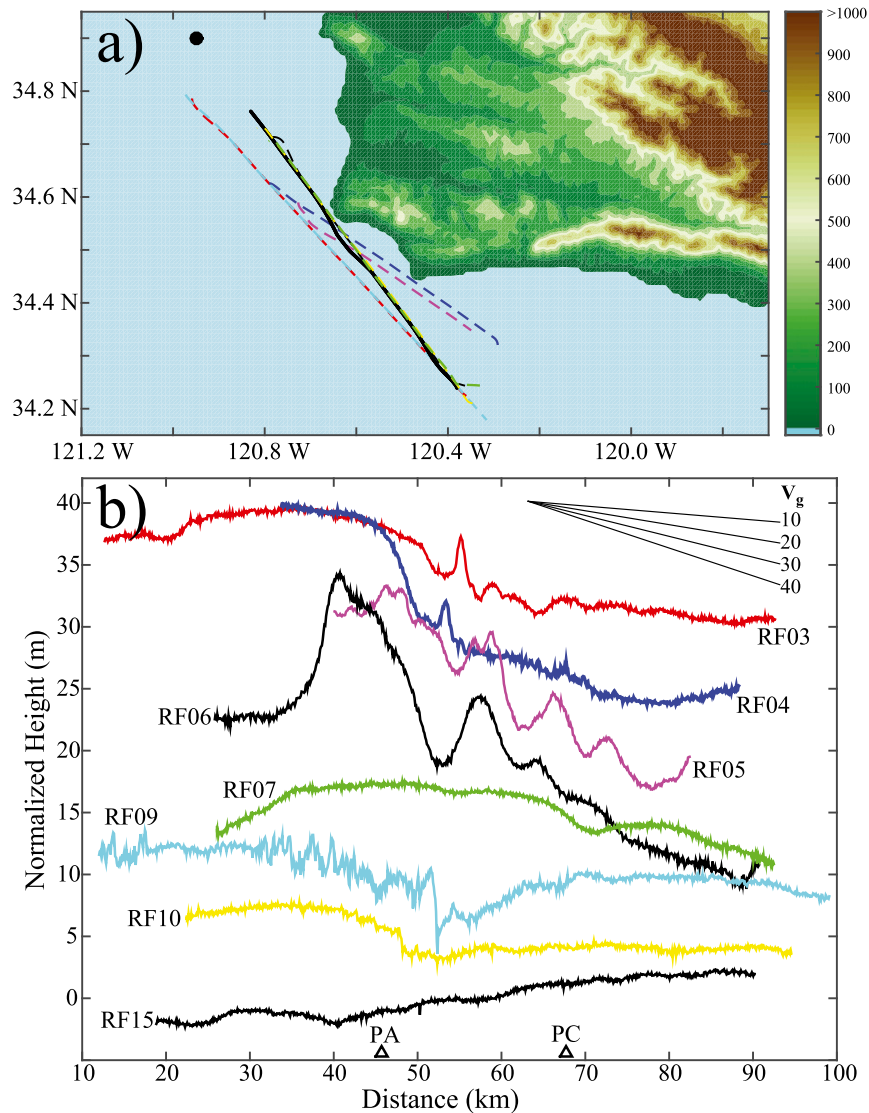 a)
34.8 N
34.6 N
34.4 N
34.2 N
121.2 W 120.8 W 120.4 W 120.0 W
>1000
900
800
700
600
500
400
300
200
100
0
b)
Normalized Height (m)
40
35
30
25
20
15
10
5
0
Vg
10
20
30
40
RF03
RF04
RF06
RF05
RF07
RF09
RF10
RF15
PA PC
10 20 30 40 50 60 70 80 90 100
Distance (km)